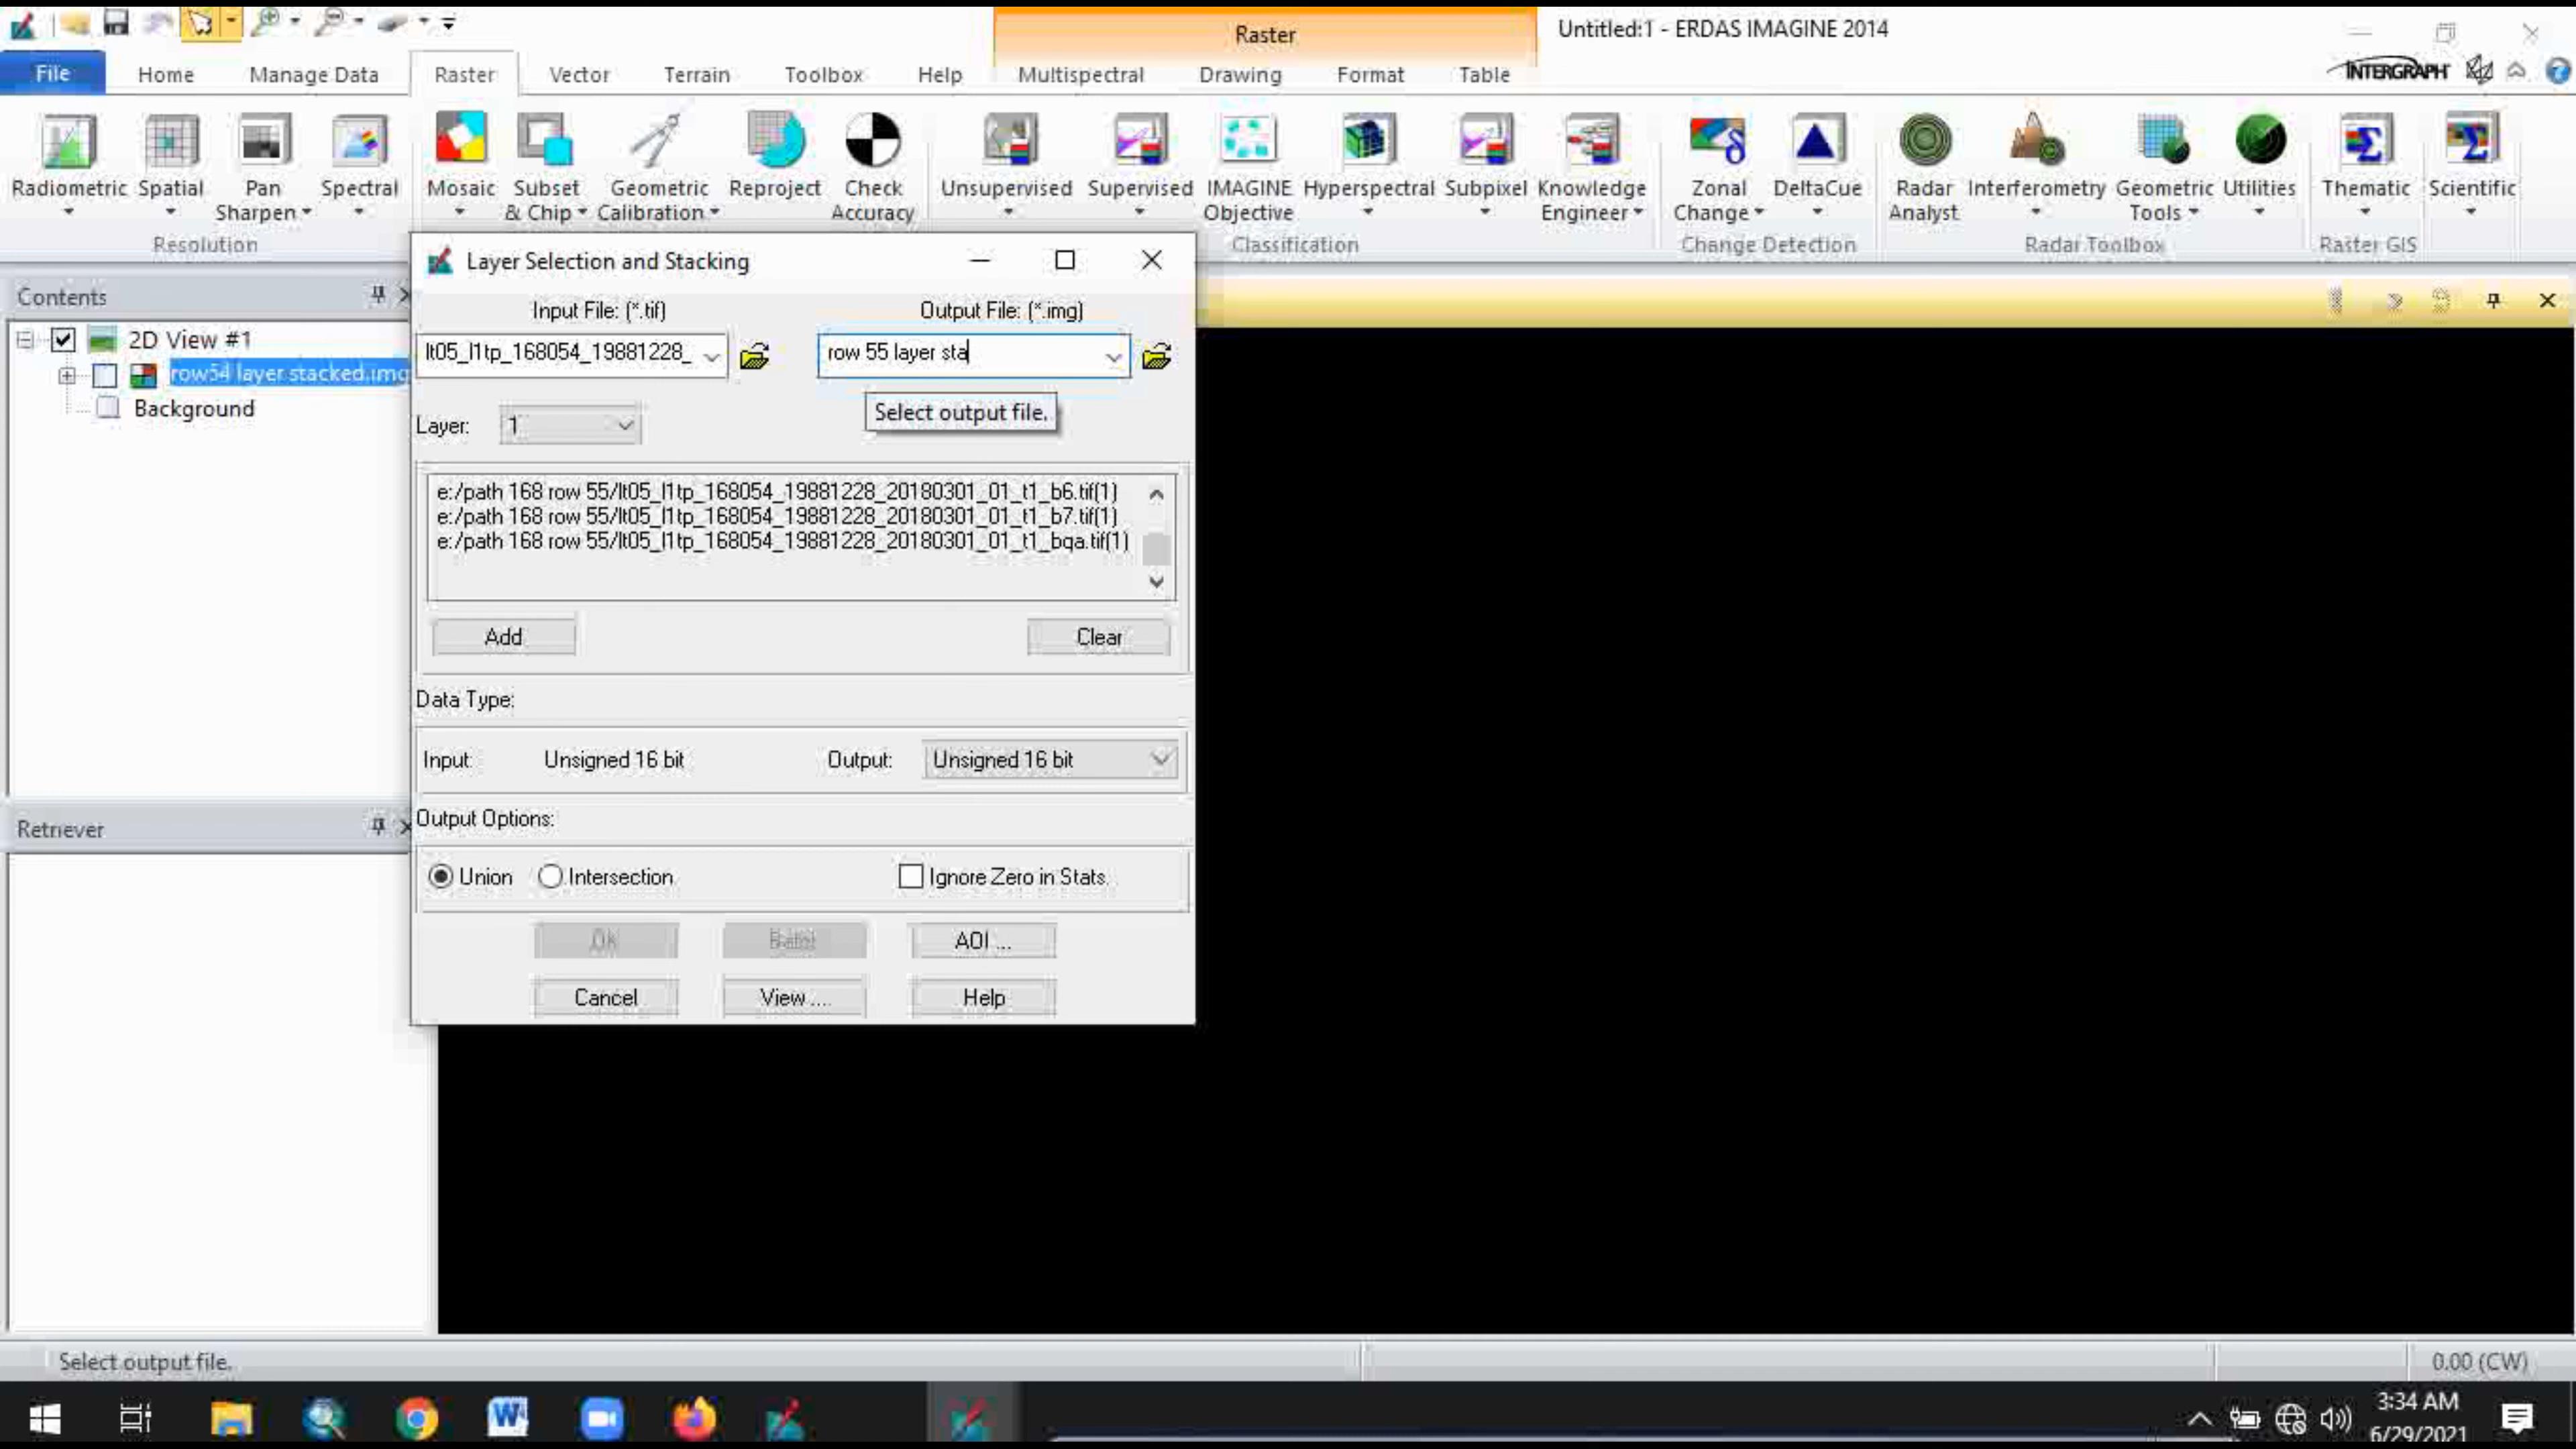 Raster
Untitled:1 - ERDAS IMAGINE 2014
File Home Manage Data Raster Vector Terrain Toolbox Help Multispectral Drawing Format Table
INTERGRAPH
Radiometric Spatial Pan Sharpen Spectral Mosaic Subset & Chip Geometric Calibration Reproject Check Accuracy Unsupervised Supervised IMAGINE Objective Hyperspectral Subpixel Knowledge Engineer Zonal Change DeltaCue Radar Analyst Interferometry Geometric Tools Utilities Thematic Scientific
Resolution Classification Change Detection Radar Toolbox Raster GIS
Contents
2D View #1
row54 layer stacked.img
Background
Retriever
Layer Selection and Stacking
Input File: (*.tif) Output File: (*.img)
lt05_l1tp_168054_19881228_ row 55 layer sta
Select output file.
Layer: 1
e:/path 168 row 55/lt05_l1tp_168054_19881228_20180301_01_t1_b6.tif(1)
e:/path 168 row 55/lt05_l1tp_168054_19881228_20180301_01_t1_b7.tif(1)
e:/path 168 row 55/lt05_l1tp_168054_19881228_20180301_01_t1_bqa.tif(1)
Add Clear
Data Type:
Input: Unsigned 16 bit Output: Unsigned 16 bit
Output Options:
Union Intersection Ignore Zero in Stats.
OK Batch AOI ...
Cancel View .... Help
Select output file. 0.00 (CW)
3:34 AM
6/29/2021